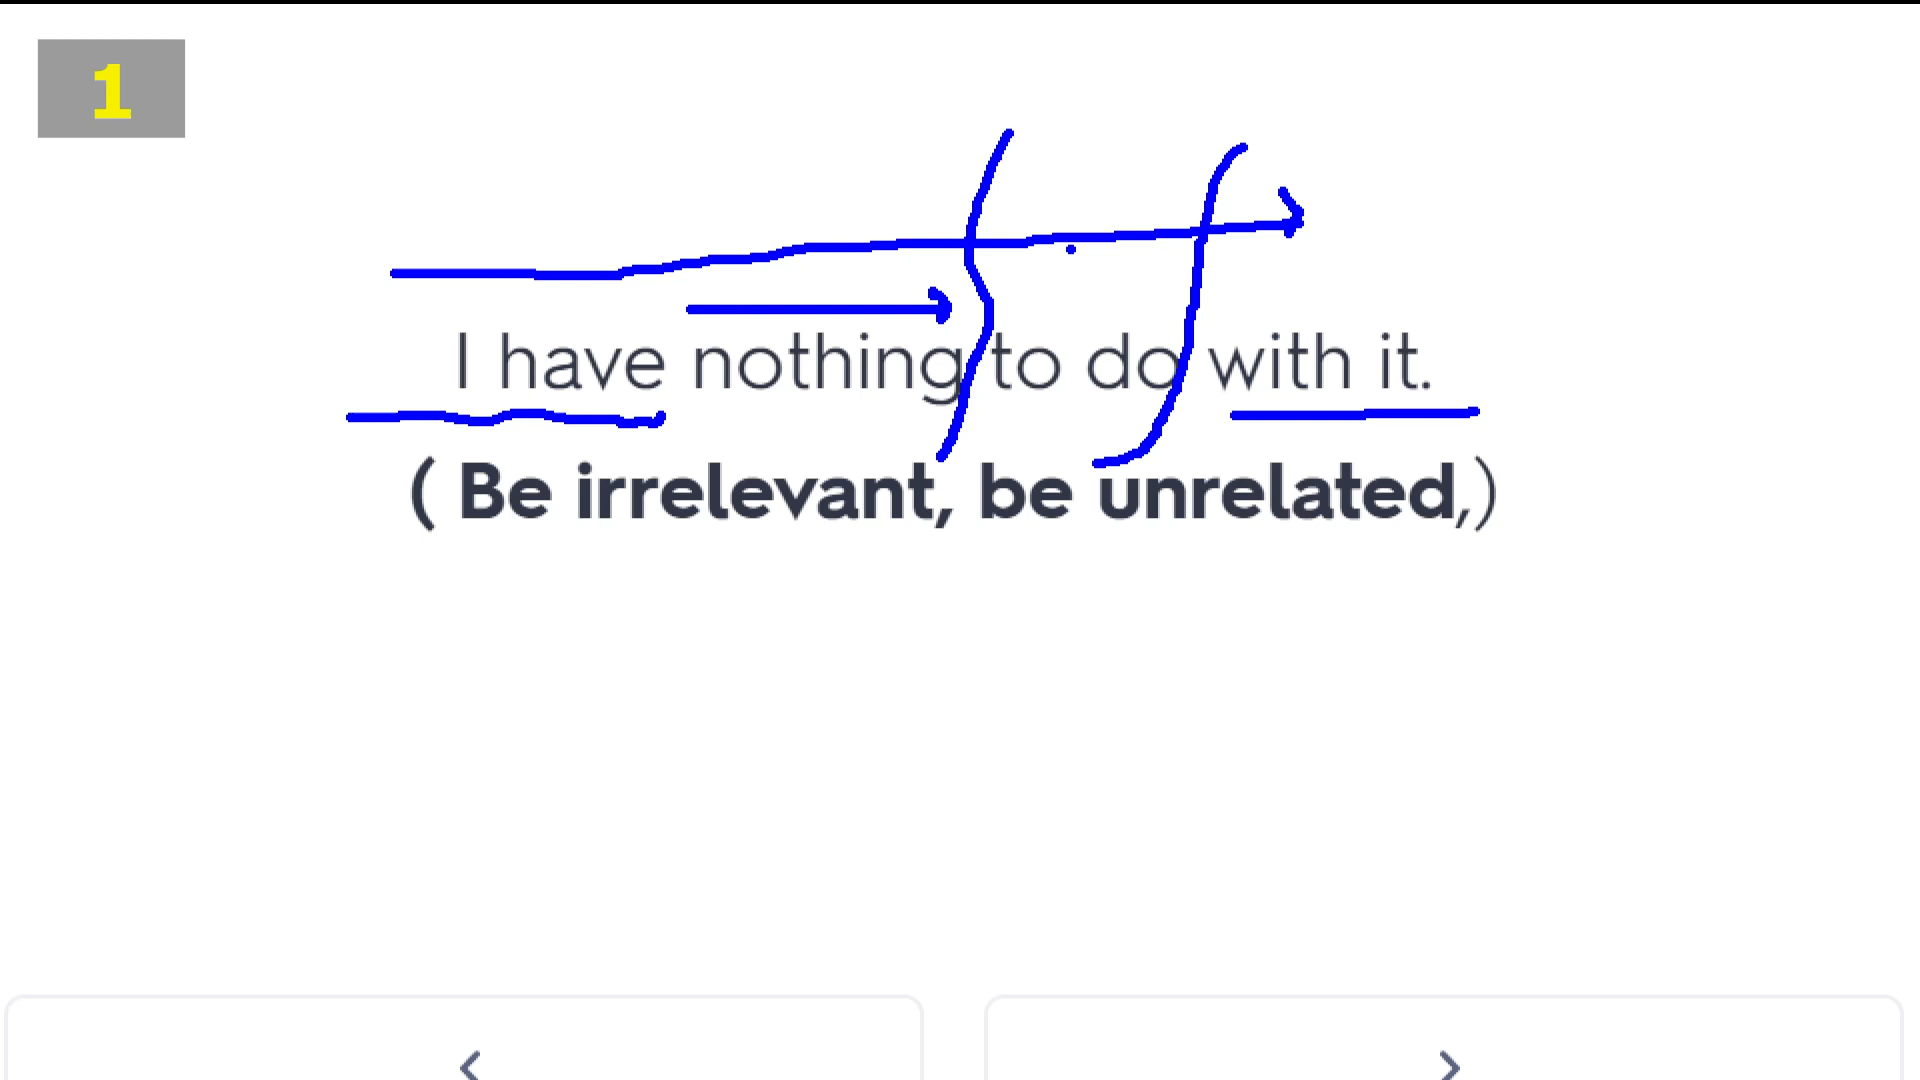 1
I have nothing to do with it.
( Be irrelevant, be unrelated,)